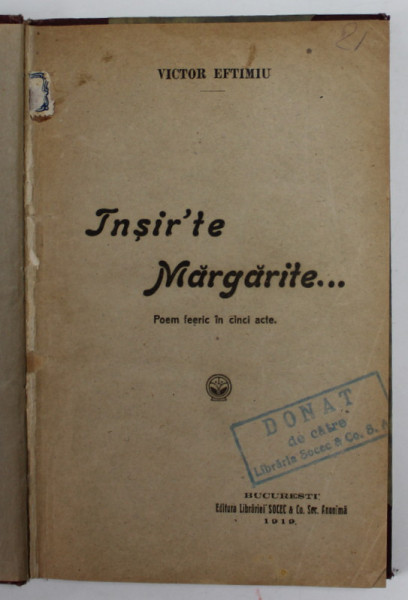 VICTOR EFTIMIU
Inșir'te
Mărgărite...
Poem feeric în cinci acte.
DONAT
de către
Librăria Socec & Co. S. A
BUCUREȘTI
Editura Librăriei SOCEC & Co. Soc. Anonimă
1919.